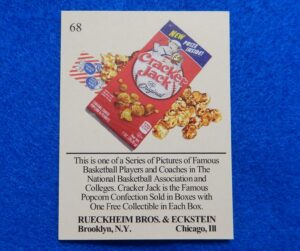 68
NEW
PRIZE
INSIDE!
Cracker
Jack
The
Original
This is one of a Series of Pictures of Famous
Basketball Players and Coaches in The
National Basketball Association and
Colleges. Cracker Jack is the Famous
Popcorn Confection Sold in Boxes with
One Free Collectible in Each Box.
RUECKHEIM BROS. & ECKSTEIN
Brooklyn, N.Y. Chicago, Ill